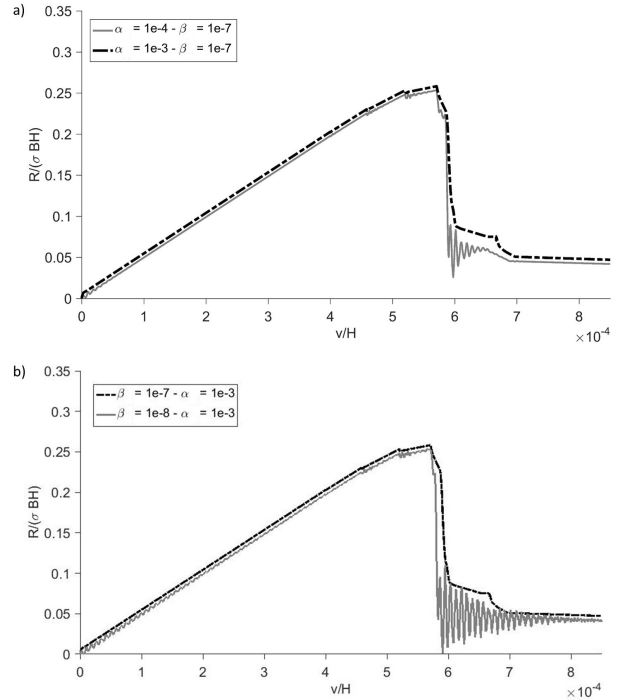 a)
0.35
α = 1e-4 - β = 1e-7
α = 1e-3 - β = 1e-7
0.3
0.25
0.2
0.15
0.1
0.05
0
R/(σ BH)
0 1 2 3 4 5 6 7 8
v/H
×10-4
b)
0.35
β = 1e-7 - α = 1e-3
β = 1e-8 - α = 1e-3
0.3
0.25
0.2
0.15
0.1
0.05
0
R/(σ BH)
0 1 2 3 4 5 6 7 8
v/H
×10-4